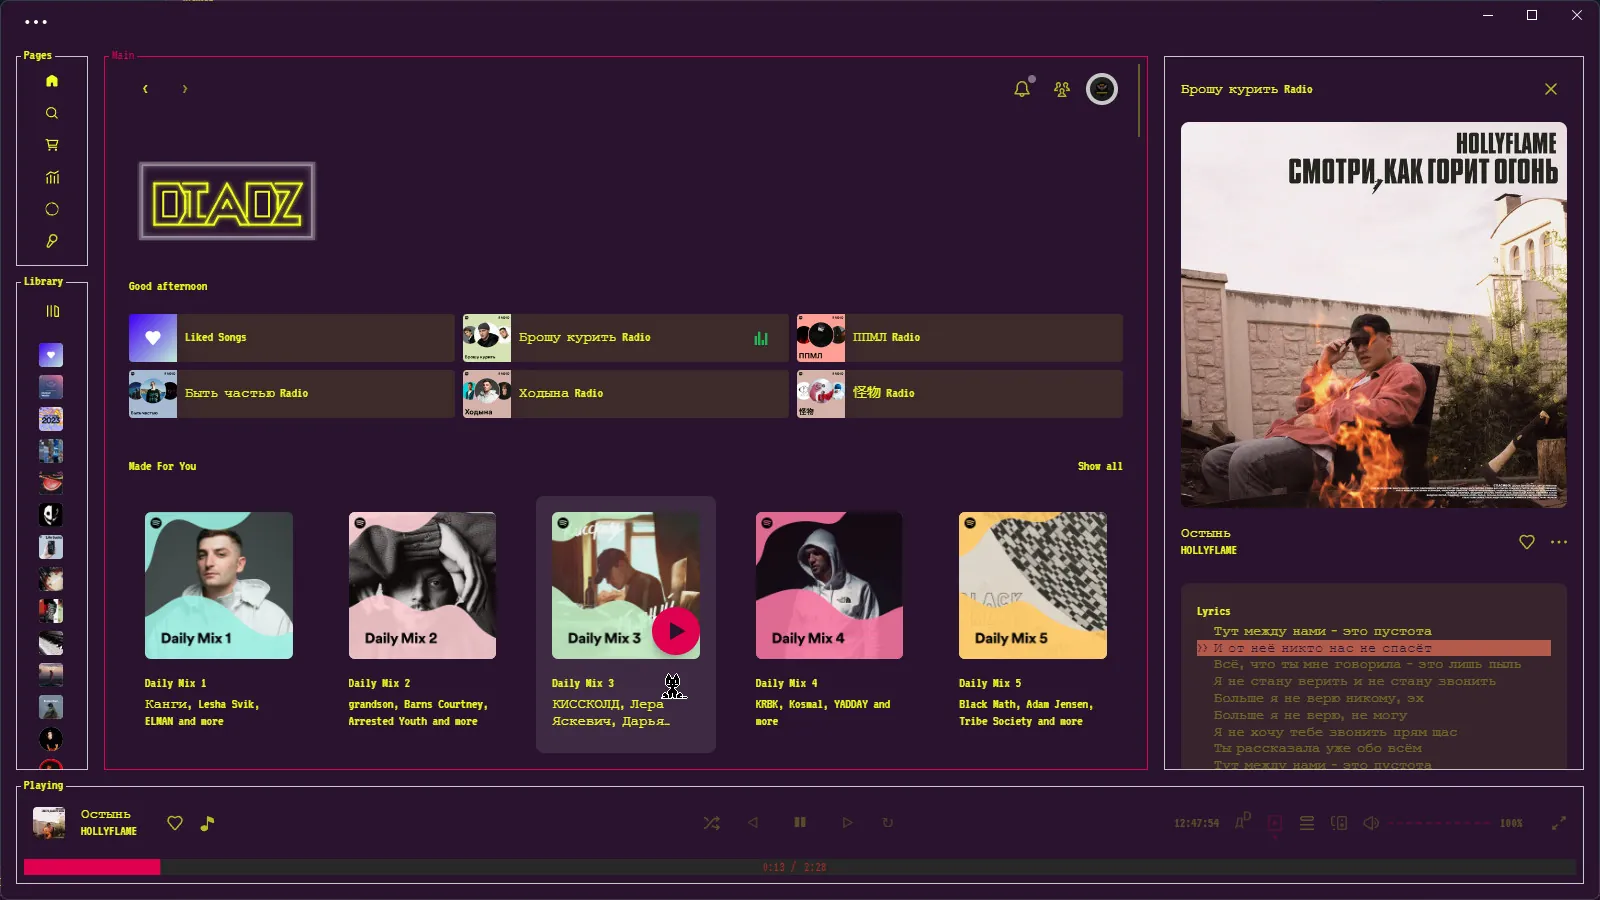 Pages
Main
Брошу курить Radio
HOLLYFLAME
СМОТРИ, КАК ГОРИТ ОГОНЬ
DIADZ
Library
Good afternoon
Liked Songs
Брошу курить Radio
ППМЛ Radio
ППМЛ
Быть частью Radio
Ходына Radio
Ходына
怪物 Radio
怪物
2023
Made For You
Show all
Daily Mix 1
Daily Mix 2
Daily Mix 3
Daily Mix 4
BLACK
Daily Mix 5
Daily Mix 1
Канги, Lesha Svik,
ELMAN and more
Daily Mix 2
grandson, Barns Courtney,
Arrested Youth and more
Daily Mix 3
КИССКОЛД, Лера
Яскевич, Дарья…
Daily Mix 4
KRBK, Kosmal, YADDAY and
more
Daily Mix 5
Black Math, Adam Jensen,
Tribe Society and more
Остынь
HOLLYFLAME
Lyrics
Тут между нами - это пустота
И от неё никто нас не спасёт
Всё, что ты мне говорила - это лишь пыль
Я не стану верить и не стану звонить
Больше я не верю никому, эх
Больше я не верю, не могу
Я не хочу тебе звонить прям щас
Ты рассказала уже обо всём
Тут между нами - это пустота
Playing
Остынь
HOLLYFLAME
12:47:54
100%
0:13 / 2:28